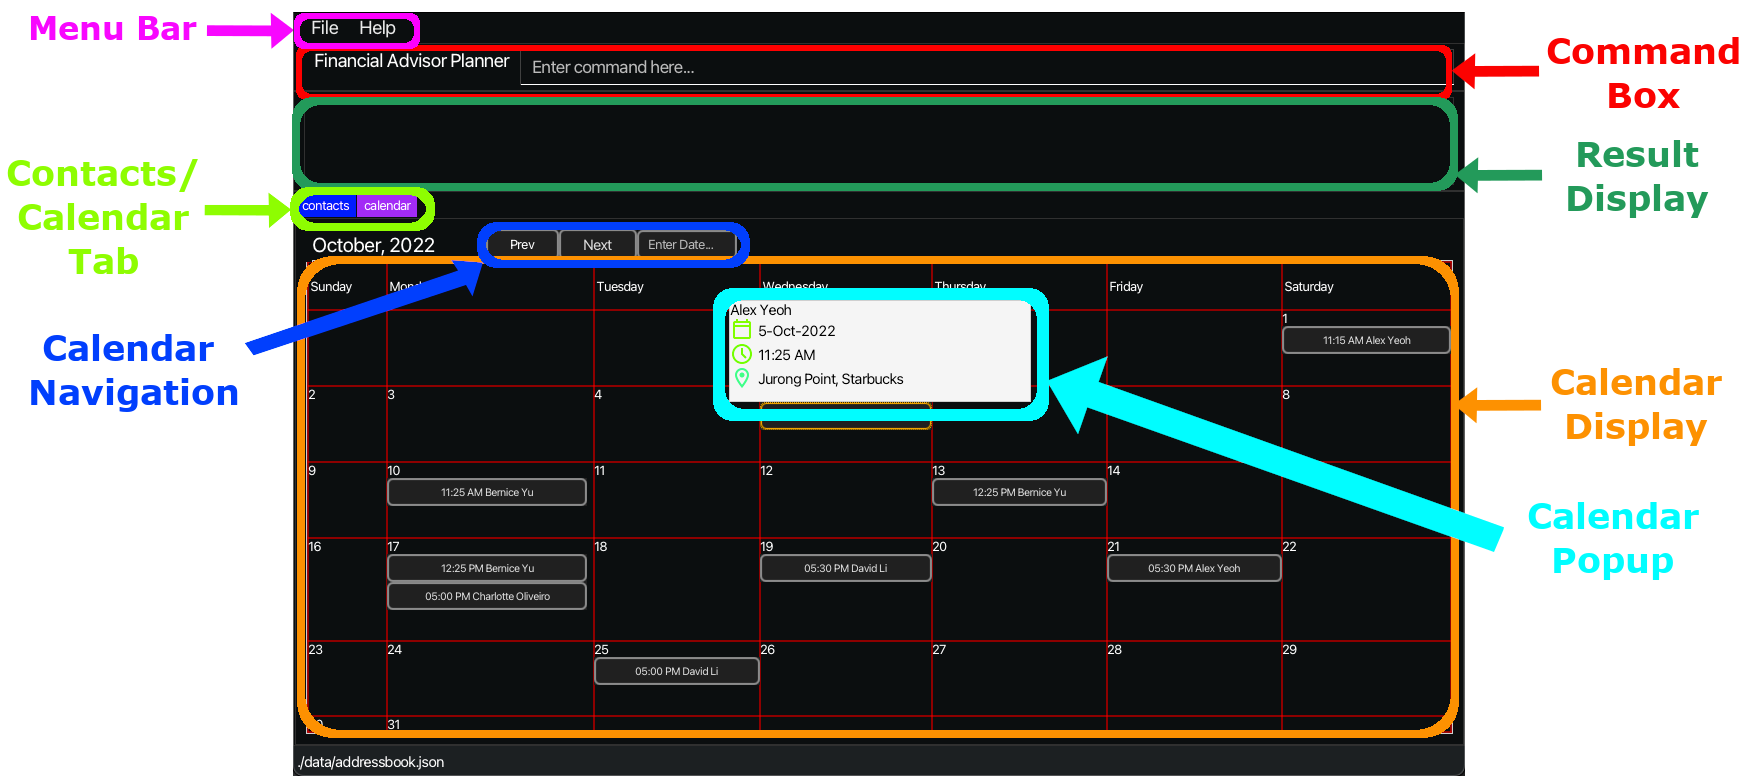 Menu Bar
File Help
Financial Advisor Planner
Enter command here...
Command
Box
Result
Display
Contacts/
Calendar
Tab
contacts calendar
October, 2022
Prev Next Enter Date...
Calendar
Navigation
Sunday Tuesday Friday Saturday
Alex Yeoh
5-Oct-2022
11:25 AM
Jurong Point, Starbucks
1
11:15 AM Alex Yeoh
2 3 4 8
Calendar
Display
9 10 11 12 13 14
11:25 AM Bernice Yu 12:25 PM Bernice Yu
Calendar
Popup
16 17 18 19 20 21 22
12:25 PM Bernice Yu 05:30 PM David Li 05:30 PM Alex Yeoh
05:00 PM Charlotte Oliveiro
23 24 25 26 27 28 29
05:00 PM David Li
31
./data/addressbook.json